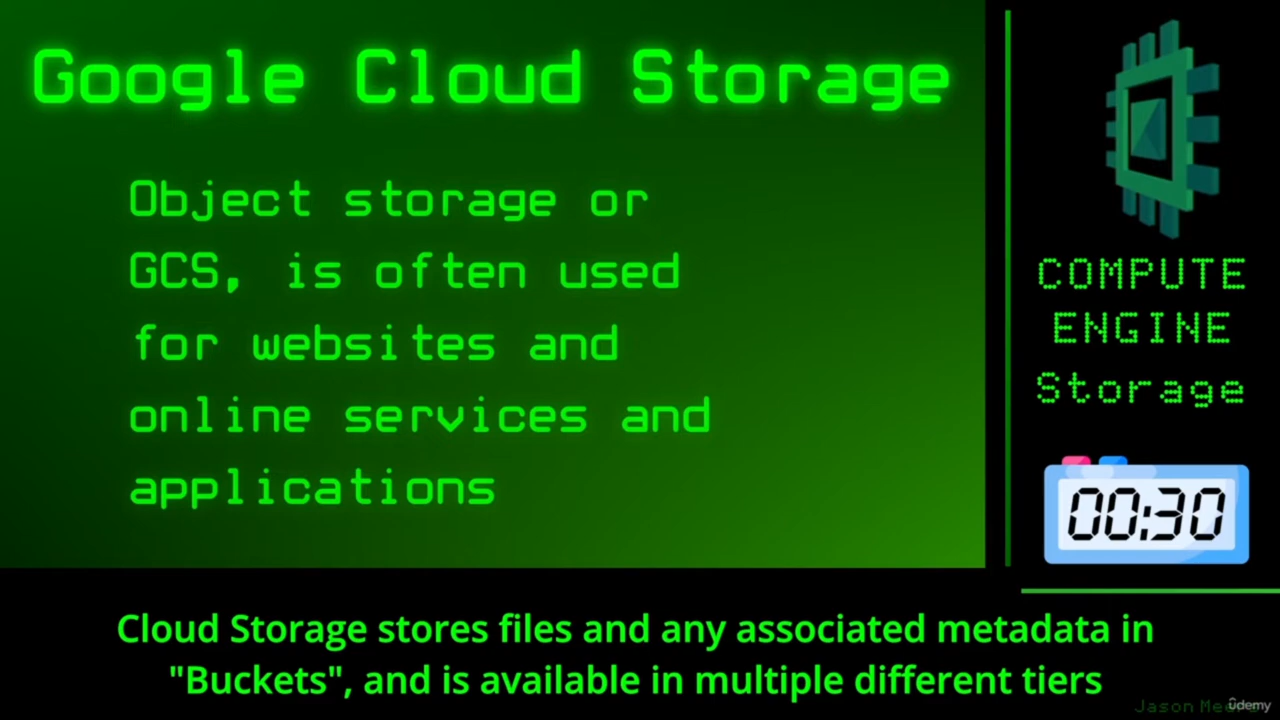 Google Cloud Storage
Object storage or
GCS, is often used
for websites and
online services and
applications
COMPUTE
ENGINE
Storage
00:30
Cloud Storage stores files and any associated metadata in
"Buckets", and is available in multiple different tiers
Jason
ûdemy